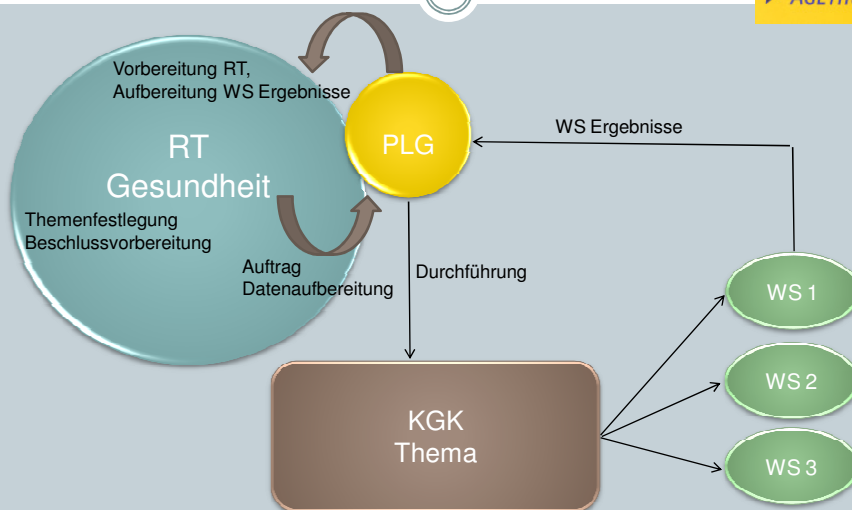 Vorbereitung RT,
Aufbereitung WS Ergebnisse
RT
Gesundheit
PLG
WS Ergebnisse
Themenfestlegung
Beschlussvorbereitung
Auftrag
Datenaufbereitung
Durchführung
WS 1
WS 2
WS 3
KGK
Thema